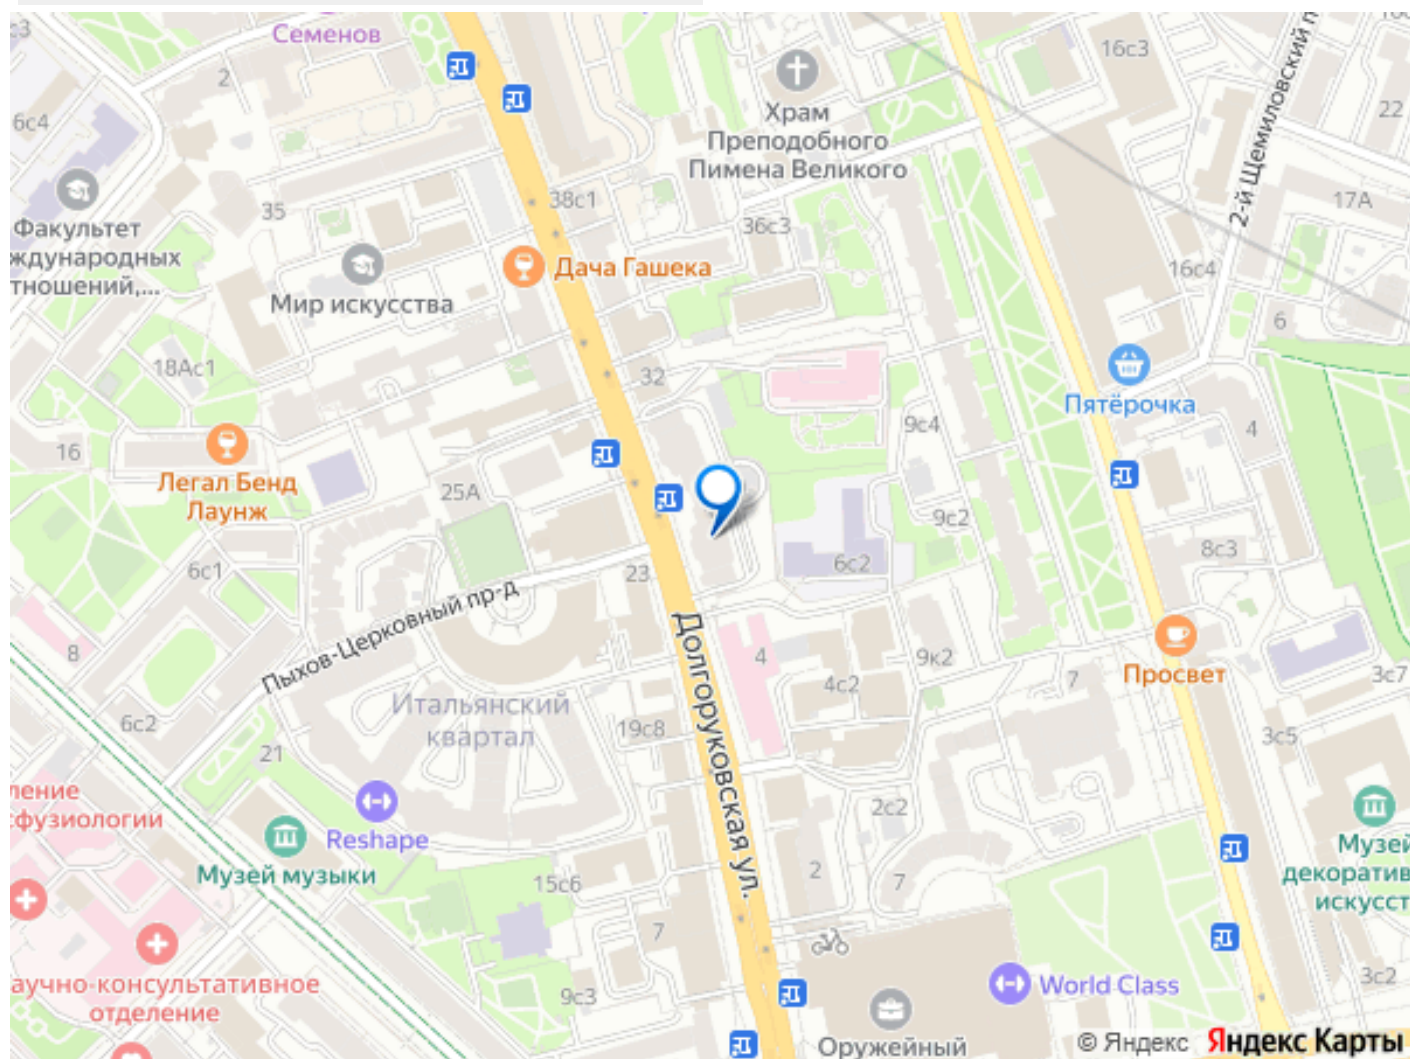 Семенов
2
16с3
Храм
Преподобного
Пимена Великого
22
6с4
2-й Щемиловский п
17А
Факультет
ждународных
тношений,...
35
38с1
36с3
Дача Гашека
16с4
Мир искусства
6
18Ас1
32
Пятёрочка
9с4
16
4
Легал Бенд
Лаунж
25А
9с2
8с3
6с1
23
6с2
Пыхов-Церковный пр-д
Долгоруковская ул.
8
4
9к2
Просвет
3с7
4с2
7
Итальянский
квартал
6с2
19с8
3с5
21
ление
сфузиологии
Reshape
2с2
Музей
декоратив
искусст
Музей музыки
15с6
2
7
7
аучно-консультативное
отделение
9с3
World Class
3с2
Оружейный
© Яндекс Яндекс Карты